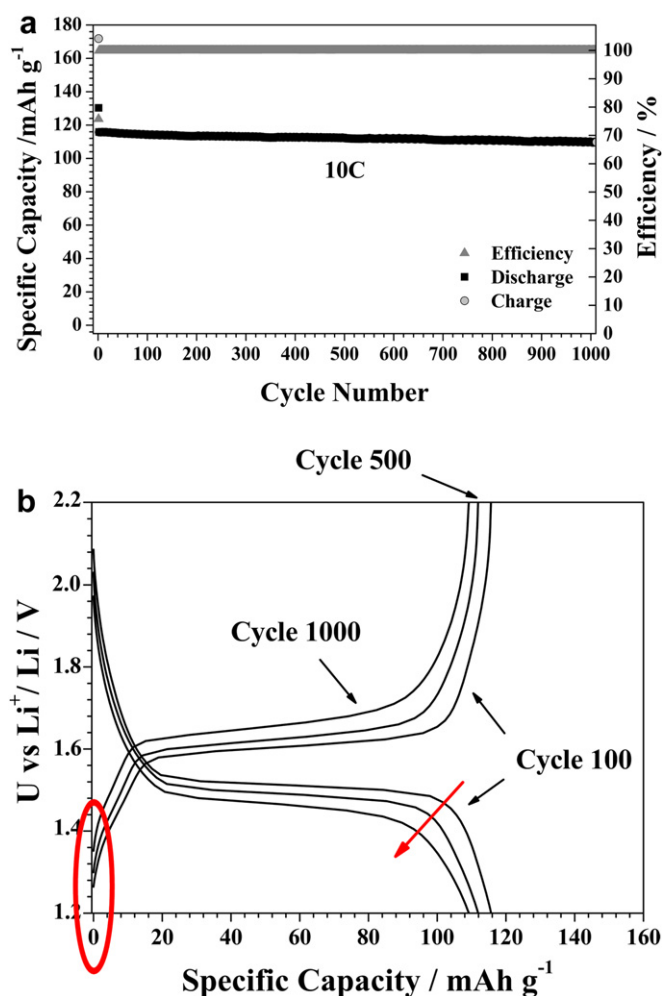 a
180
160
140
120
100
80
60
40
20
0
Specific Capacity /mAh g⁻¹
100
90
80
70
60
50
40
30
20
10
0
Efficiency / %
10C
Efficiency
Discharge
Charge
0 100 200 300 400 500 600 700 800 900 1000
Cycle Number
b
Cycle 500
2.2
2.0
1.8
1.6
1.4
1.2
U vs Li⁺/ Li / V
Cycle 1000
Cycle 100
0 20 40 60 80 100 120 140 160
Specific Capacity / mAh g⁻¹